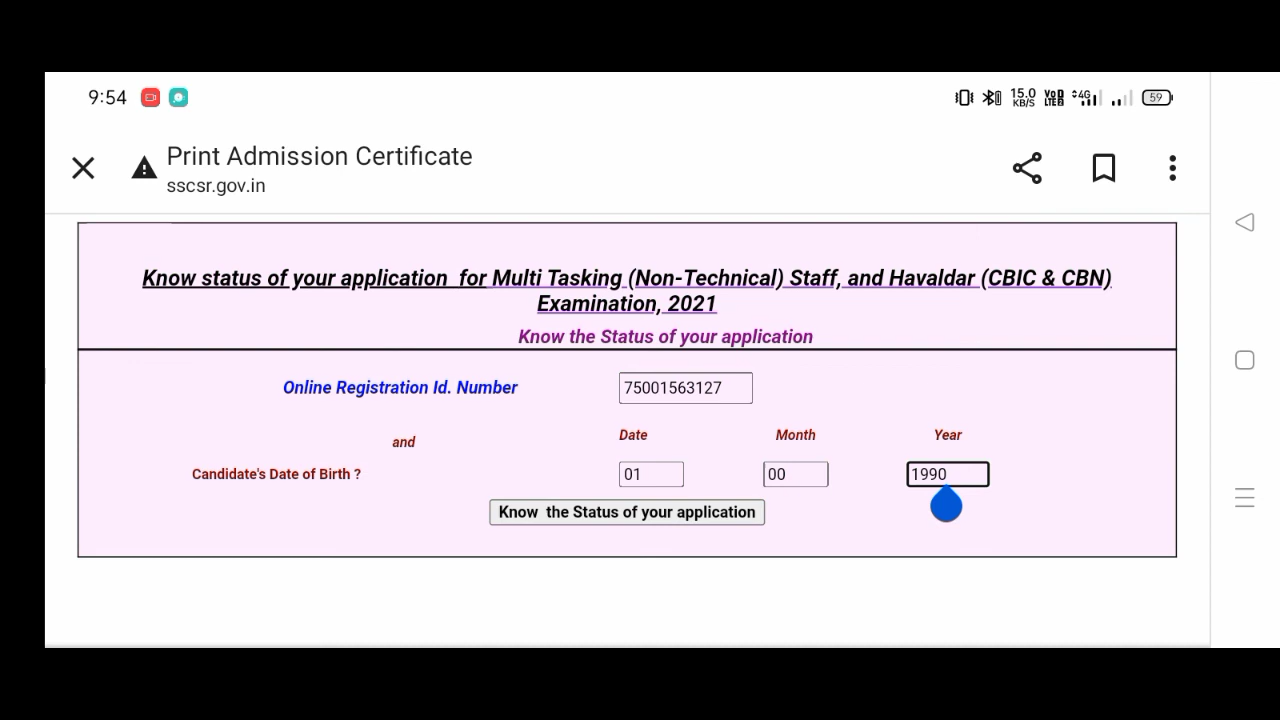 9:54
15.0
KB/S
4G
59
Print Admission Certificate
sscsr.gov.in
Know status of your application for Multi Tasking (Non-Technical) Staff, and Havaldar (CBIC & CBN)
Examination, 2021
Know the Status of your application
Online Registration Id. Number
75001563127
and
Date
Month
Year
Candidate's Date of Birth ?
01
00
1990
Know the Status of your application